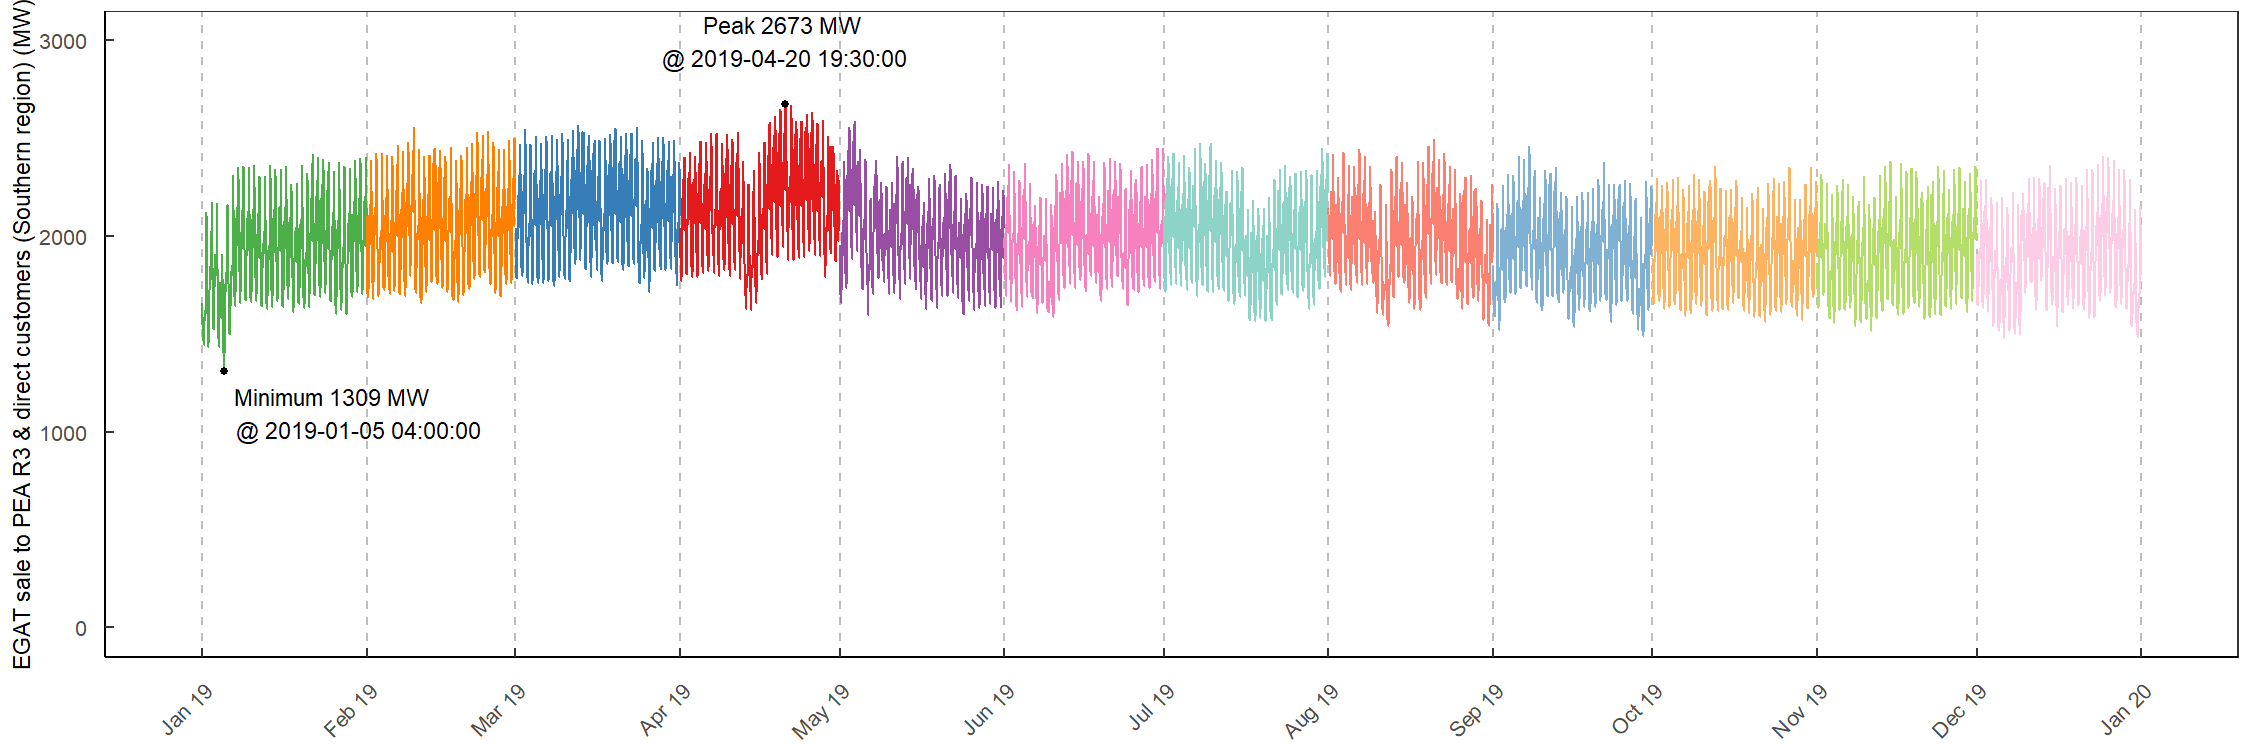 EGAT sale to PEA R3 & direct customers (Southern region) (MW)
3000
2000
1000
0
Peak 2673 MW
@ 2019-04-20 19:30:00
Minimum 1309 MW
@ 2019-01-05 04:00:00
Jan 19
Feb 19
Mar 19
Apr 19
May 19
Jun 19
Jul 19
Aug 19
Sep 19
Oct 19
Nov 19
Dec 19
Jan 20